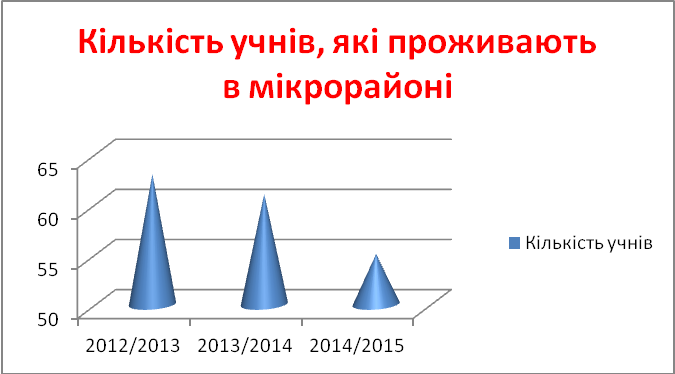 Кількість учнів, які проживають
в мікрорайоні
65
60
55
50
2012/2013
2013/2014
2014/2015
Кількість учнів